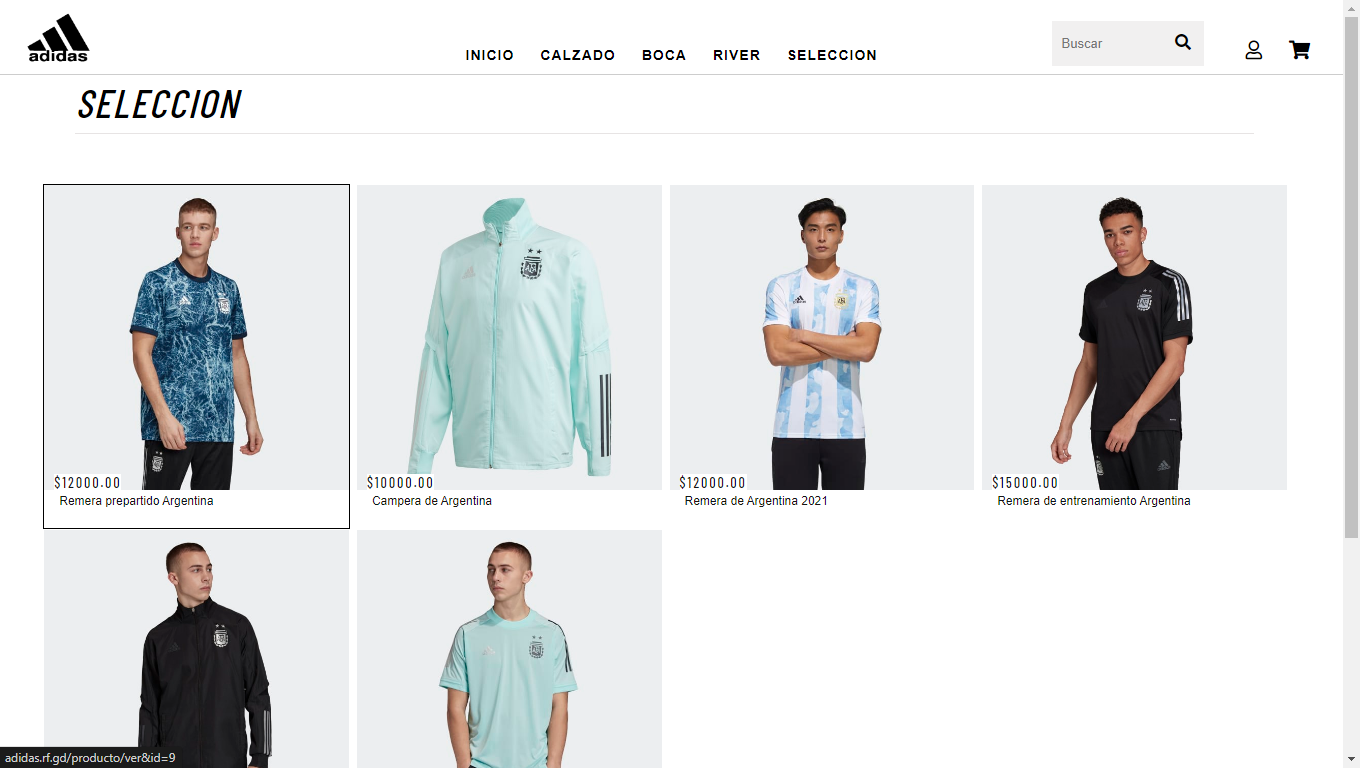 adidas
INICIO CALZADO BOCA RIVER SELECCION
Buscar
SELECCION
$12000.00
Remera prepartido Argentina
$10000.00
Campera de Argentina
$12000.00
Remera de Argentina 2021
$15000.00
Remera de entrenamiento Argentina
adidas.rf.gd/producto/ver&id=9